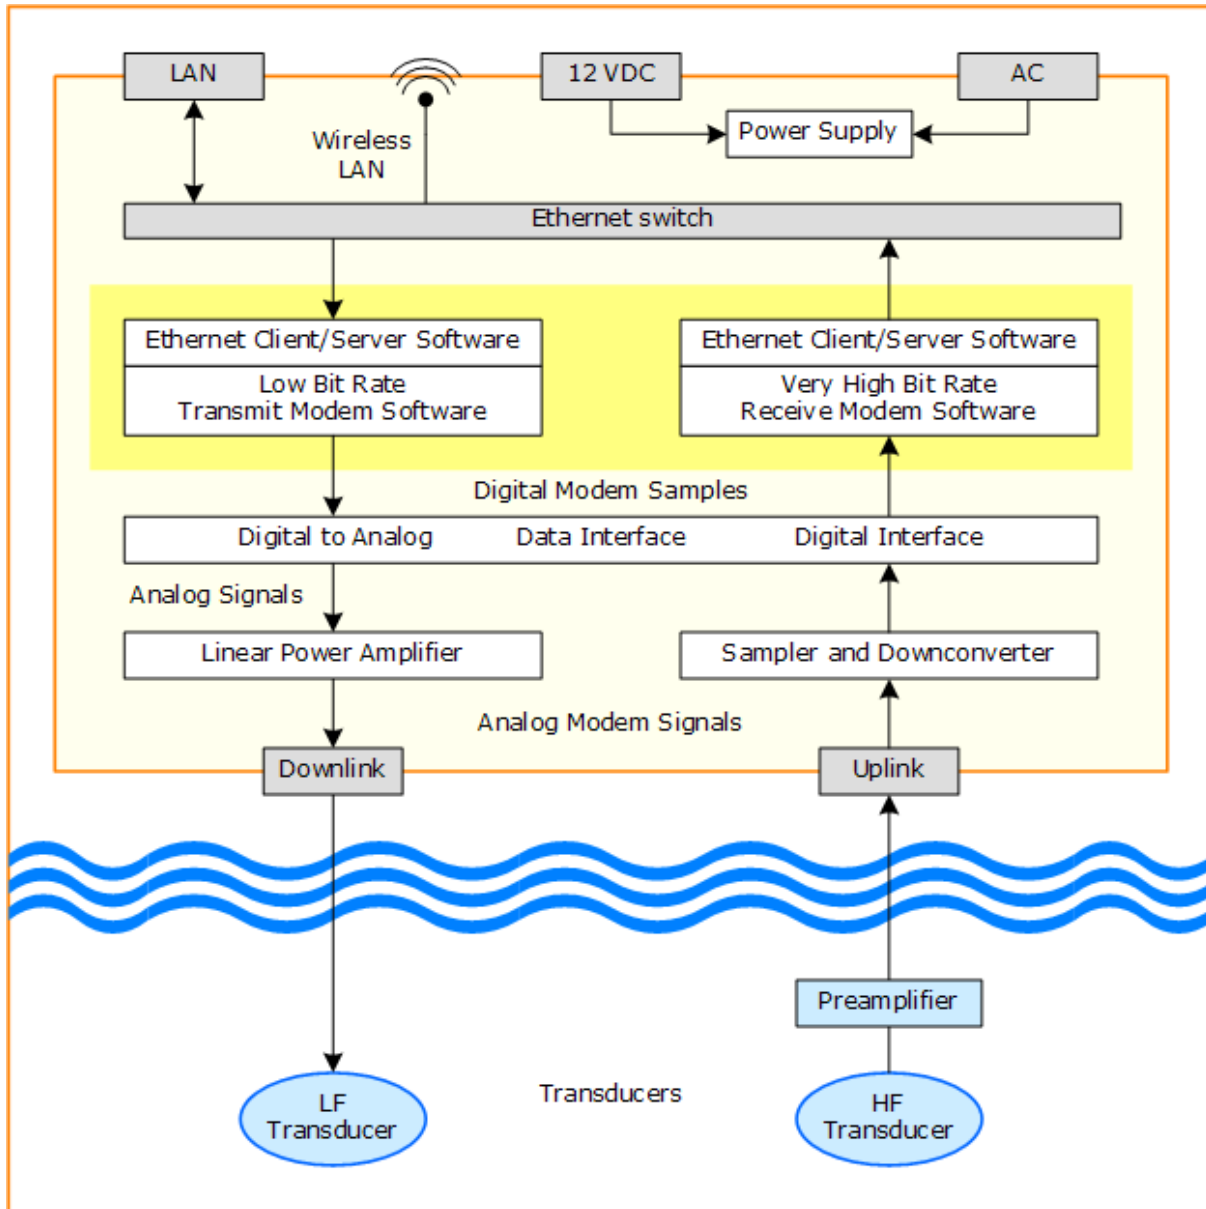 LAN
12 VDC
AC
Wireless
LAN
Power Supply
Ethernet switch
Ethernet Client/Server Software
Low Bit Rate
Transmit Modem Software
Ethernet Client/Server Software
Very High Bit Rate
Receive Modem Software
Digital Modem Samples
Digital to Analog
Data Interface
Digital Interface
Analog Signals
Linear Power Amplifier
Sampler and Downconverter
Analog Modem Signals
Downlink
Uplink
Preamplifier
LF
Transducer
Transducers
HF
Transducer